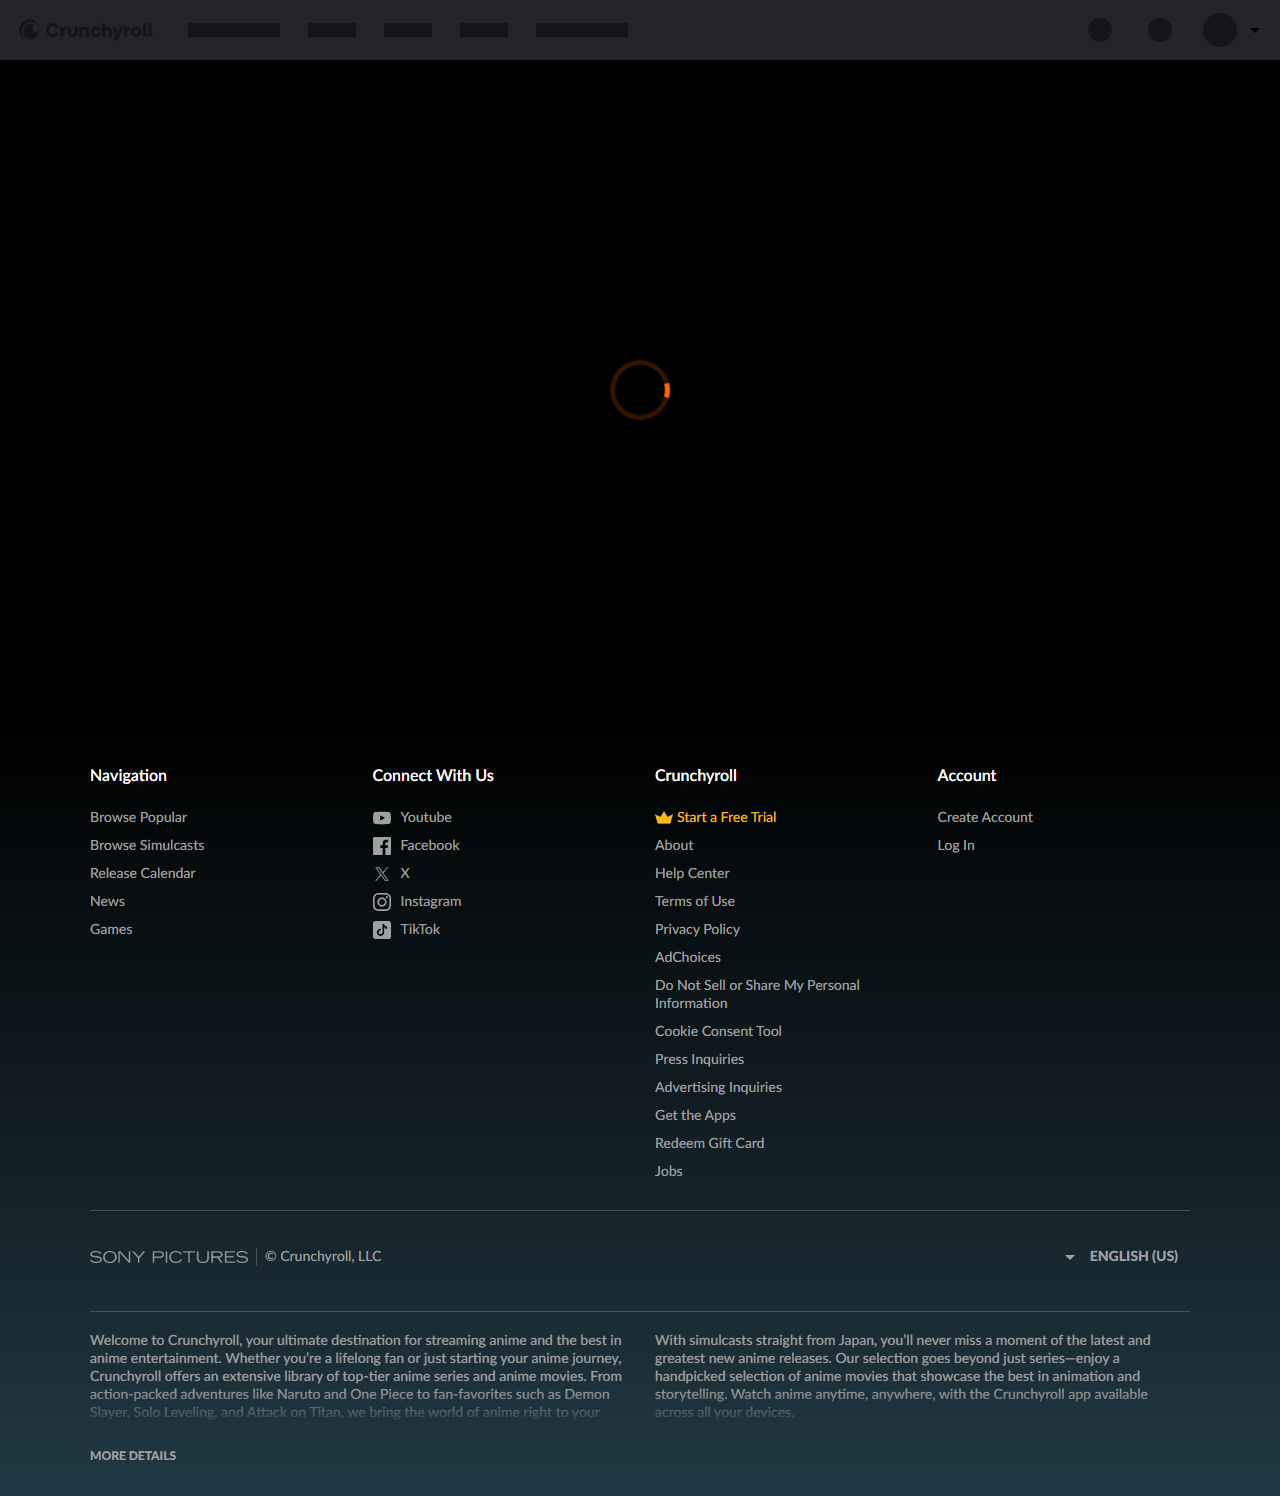 Crunchyroll
Navigation
Browse Popular
Browse Simulcasts
Release Calendar
News
Games
Connect With Us
Youtube
Facebook
X
Instagram
TikTok
Crunchyroll
Start a Free Trial
About
Help Center
Terms of Use
Privacy Policy
AdChoices
Do Not Sell or Share My Personal
Information
Cookie Consent Tool
Press Inquiries
Advertising Inquiries
Get the Apps
Redeem Gift Card
Jobs
Account
Create Account
Log In
SONY PICTURES
© Crunchyroll, LLC
ENGLISH (US)
Welcome to Crunchyroll, your ultimate destination for streaming anime and the best in
anime entertainment. Whether you’re a lifelong fan or just starting your anime journey,
Crunchyroll offers an extensive library of top-tier anime series and anime movies. From
action-packed adventures like Naruto and One Piece to fan-favorites such as Demon
Slayer, Solo Leveling, and Attack on Titan, we bring the world of anime right to your
With simulcasts straight from Japan, you’ll never miss a moment of the latest and
greatest new anime releases. Our selection goes beyond just series—enjoy a
handpicked selection of anime movies that showcase the best in animation and
storytelling. Watch anime anytime, anywhere, with the Crunchyroll app available
across all your devices.
MORE DETAILS